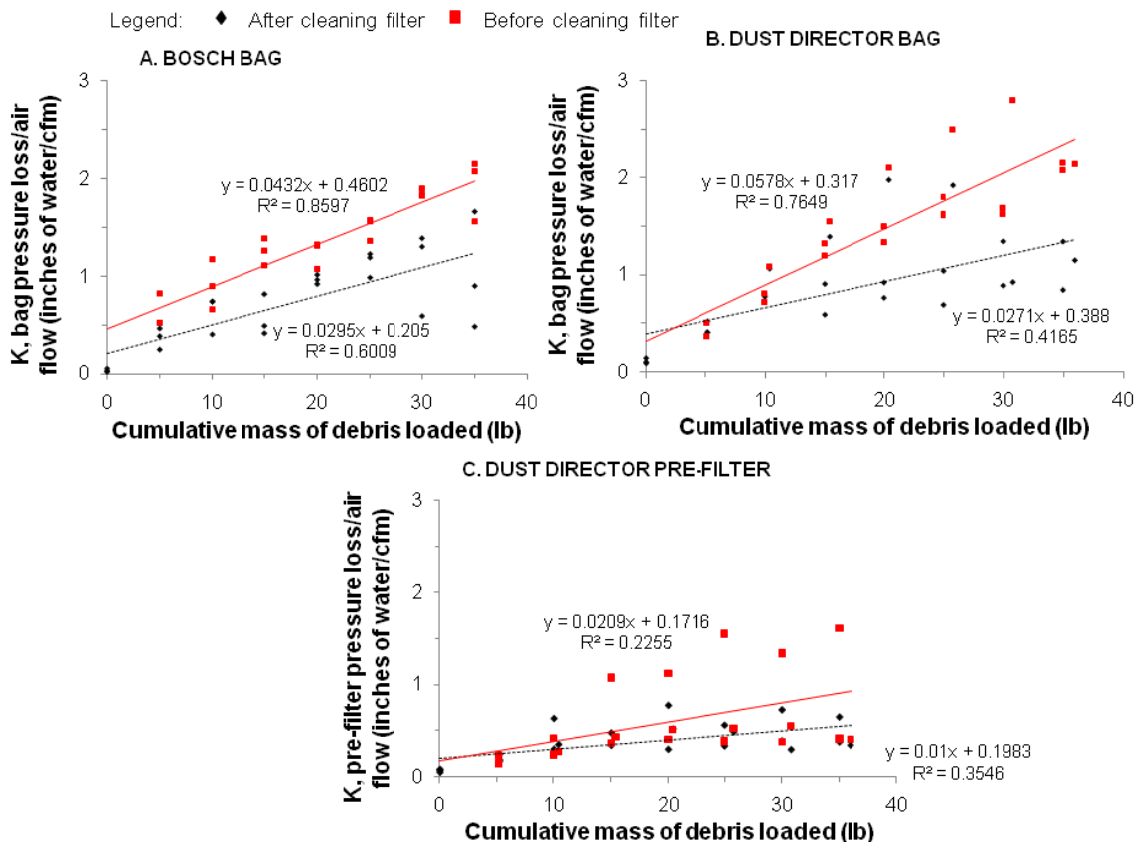 Legend: After cleaning filter Before cleaning filter
A. BOSCH BAG
3
2
1
0
0 10 20 30 40
K, bag pressure loss/air
flow (inches of water/cfm)
Cumulative mass of debris loaded (lb)
y = 0.0432x + 0.4602
R² = 0.8597
y = 0.0295x + 0.205
R² = 0.6009
B. DUST DIRECTOR BAG
3
2
1
0
0 10 20 30 40
K, bag pressure loss/air
flow (inches of water/cfm)
Cumulative mass of debris loaded (lb)
y = 0.0578x + 0.317
R² = 0.7649
y = 0.0271x + 0.388
R² = 0.4165
C. DUST DIRECTOR PRE-FILTER
3
2
1
0
0 10 20 30 40
K, pre-filter pressure loss/air
flow (inches of water/cfm)
Cumulative mass of debris loaded (lb)
y = 0.0209x + 0.1716
R² = 0.2255
y = 0.01x + 0.1983
R² = 0.3546